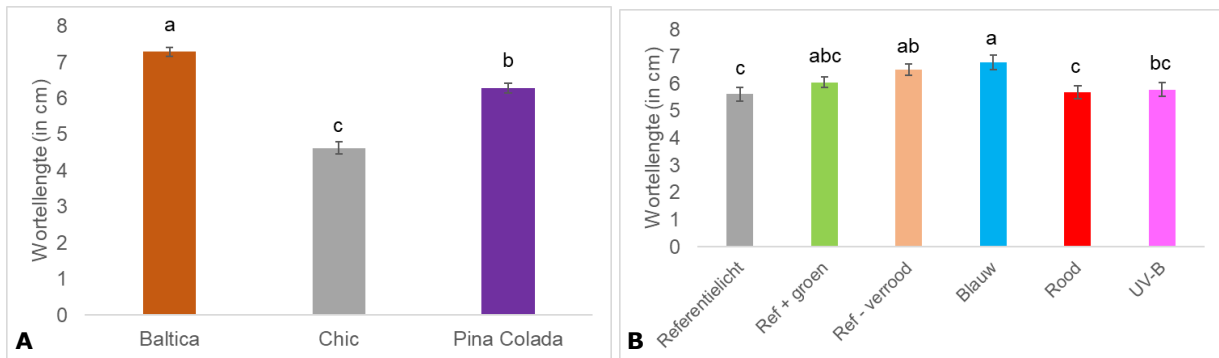 Wortellengte (in cm)
8
7
6
5
4
3
2
1
0
a
c
b
Baltica Chic Pina Colada
A
Wortellengte (in cm)
8
7
6
5
4
3
2
1
0
c
abc
ab
a
c
bc
Referentielicht
Ref + groen
Ref - verrood
Blauw
Rood
UV-B
B